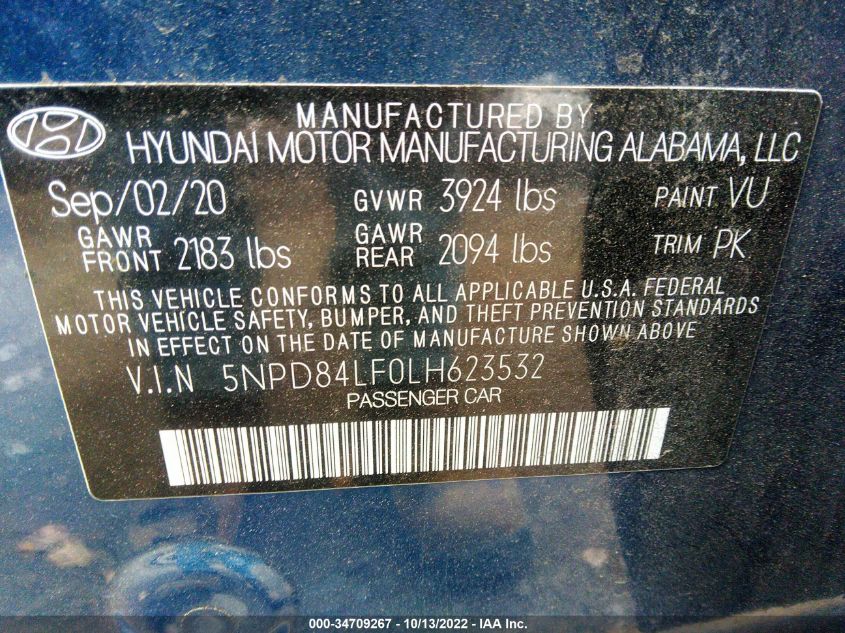 MANUFACTURED BY
HYUNDAI MOTOR MANUFACTURING ALABAMA, LLC
Sep/02/20 GVWR 3924 lbs PAINT VU
GAWR FRONT 2183 lbs GAWR REAR 2094 lbs TRIM PK
THIS VEHICLE CONFORMS TO ALL APPLICABLE U.S.A. FEDERAL
MOTOR VEHICLE SAFETY, BUMPER, AND THEFT PREVENTION STANDARDS
IN EFFECT ON THE DATE OF MANUFACTURE SHOWN ABOVE
V.I.N 5NPD84LF0LH623532
PASSENGER CAR
000-34709267 - 10/13/2022 - IAA Inc.